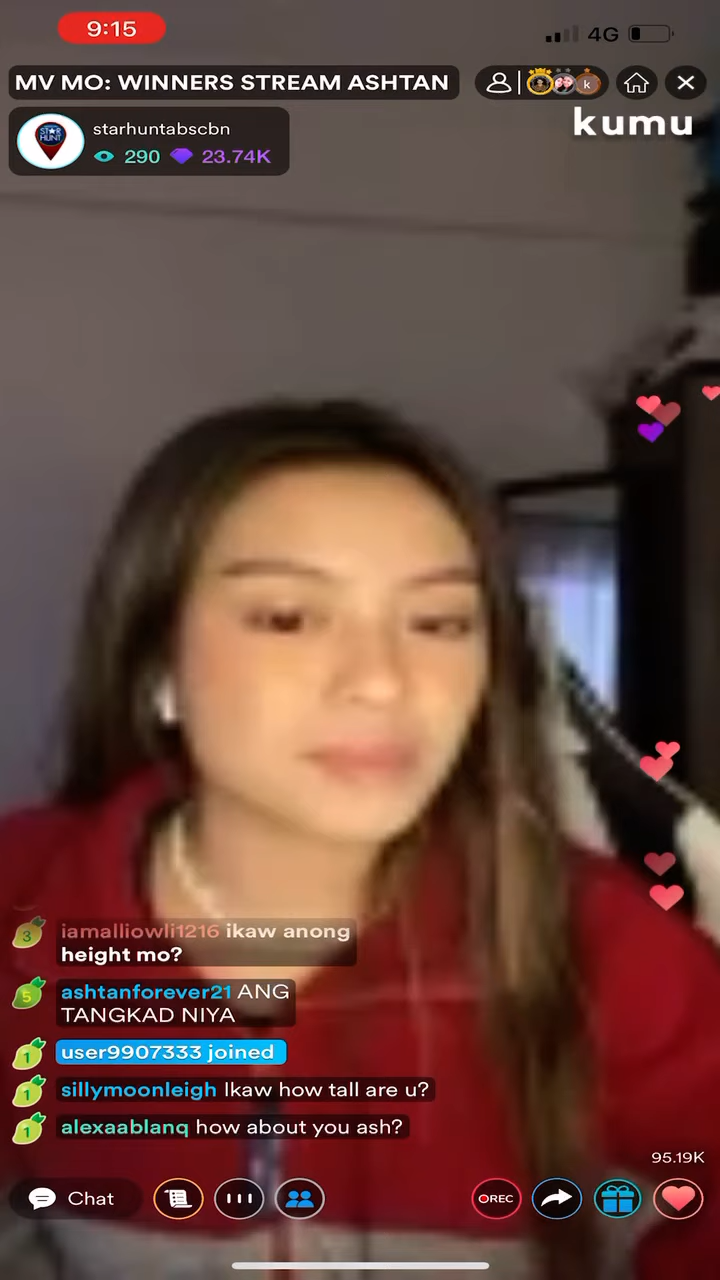 9:15
4G
MV MO: WINNERS STREAM ASHTAN
k
kumu
STAR HUNT
starhuntabscbn
290 23.74K
3
iamalliowli1216 ikaw anong
height mo?
5
ashtanforever21 ANG
TANGKAD NIYA
1
user9907333 joined
1
sillymoonleigh Ikaw how tall are u?
1
alexaablanq how about you ash?
95.19K
Chat
REC